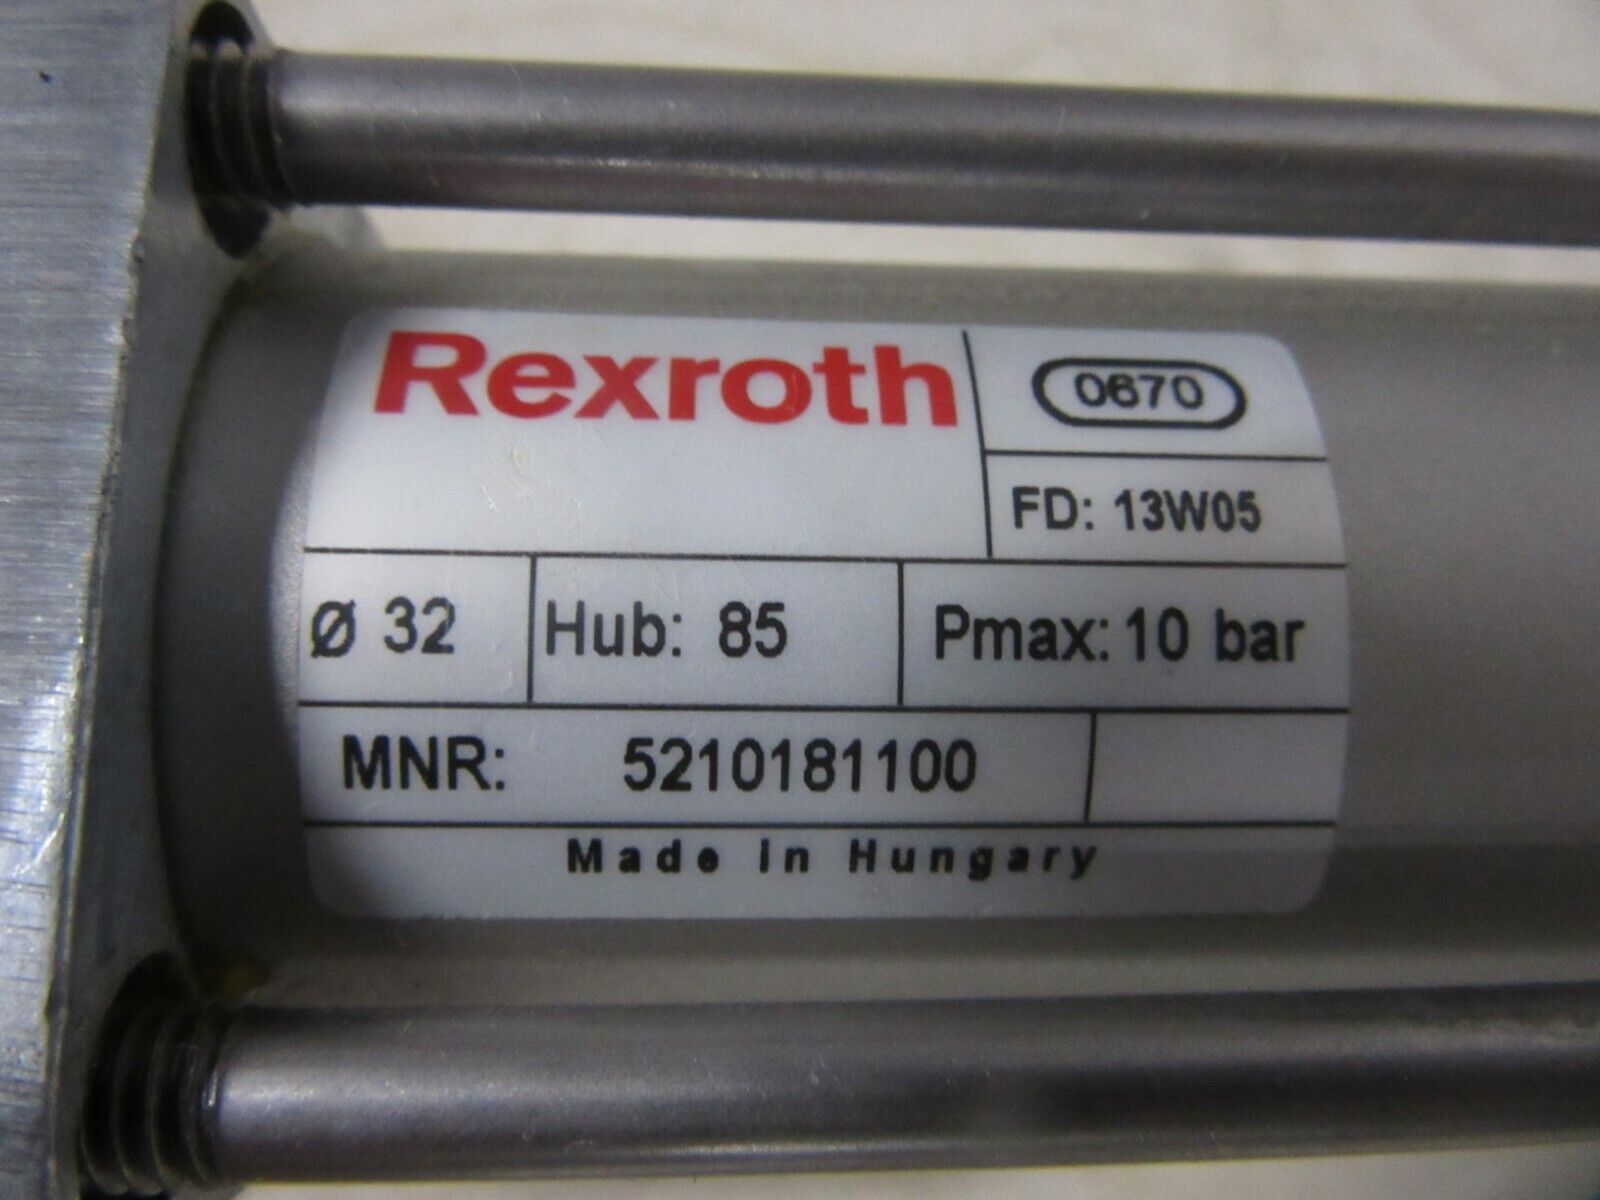 Rexroth
0670
FD: 13W05
Ø 32 Hub: 85 Pmax: 10 bar
MNR: 5210181100
Made in Hungary